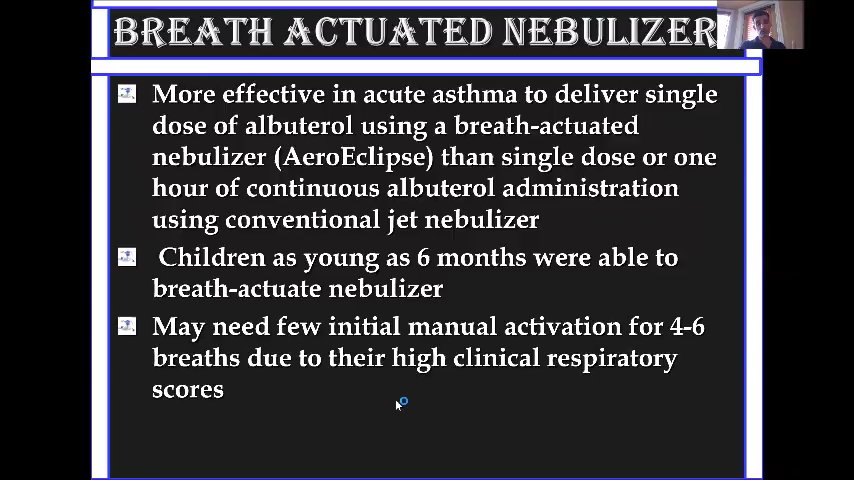 BREATH ACTUATED NEBULIZER
More effective in acute asthma to deliver single
dose of albuterol using a breath-actuated
nebulizer (AeroEclipse) than single dose or one
hour of continuous albuterol administration
using conventional jet nebulizer
Children as young as 6 months were able to
breath-actuate nebulizer
May need few initial manual activation for 4-6
breaths due to their high clinical respiratory
scores